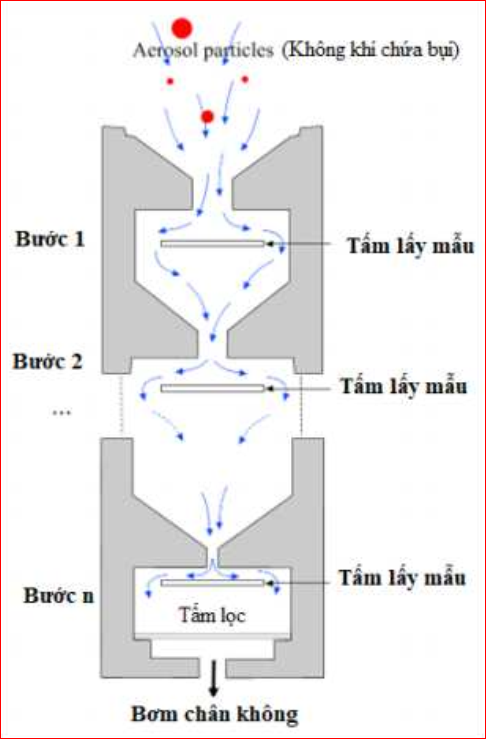 Aerosol particles (Không khí chứa bụi)
Bước 1
Tấm lấy mẫu
Bước 2
Tấm lấy mẫu
...
Tấm lấy mẫu
Bước n
Tấm lọc
Bơm chân không